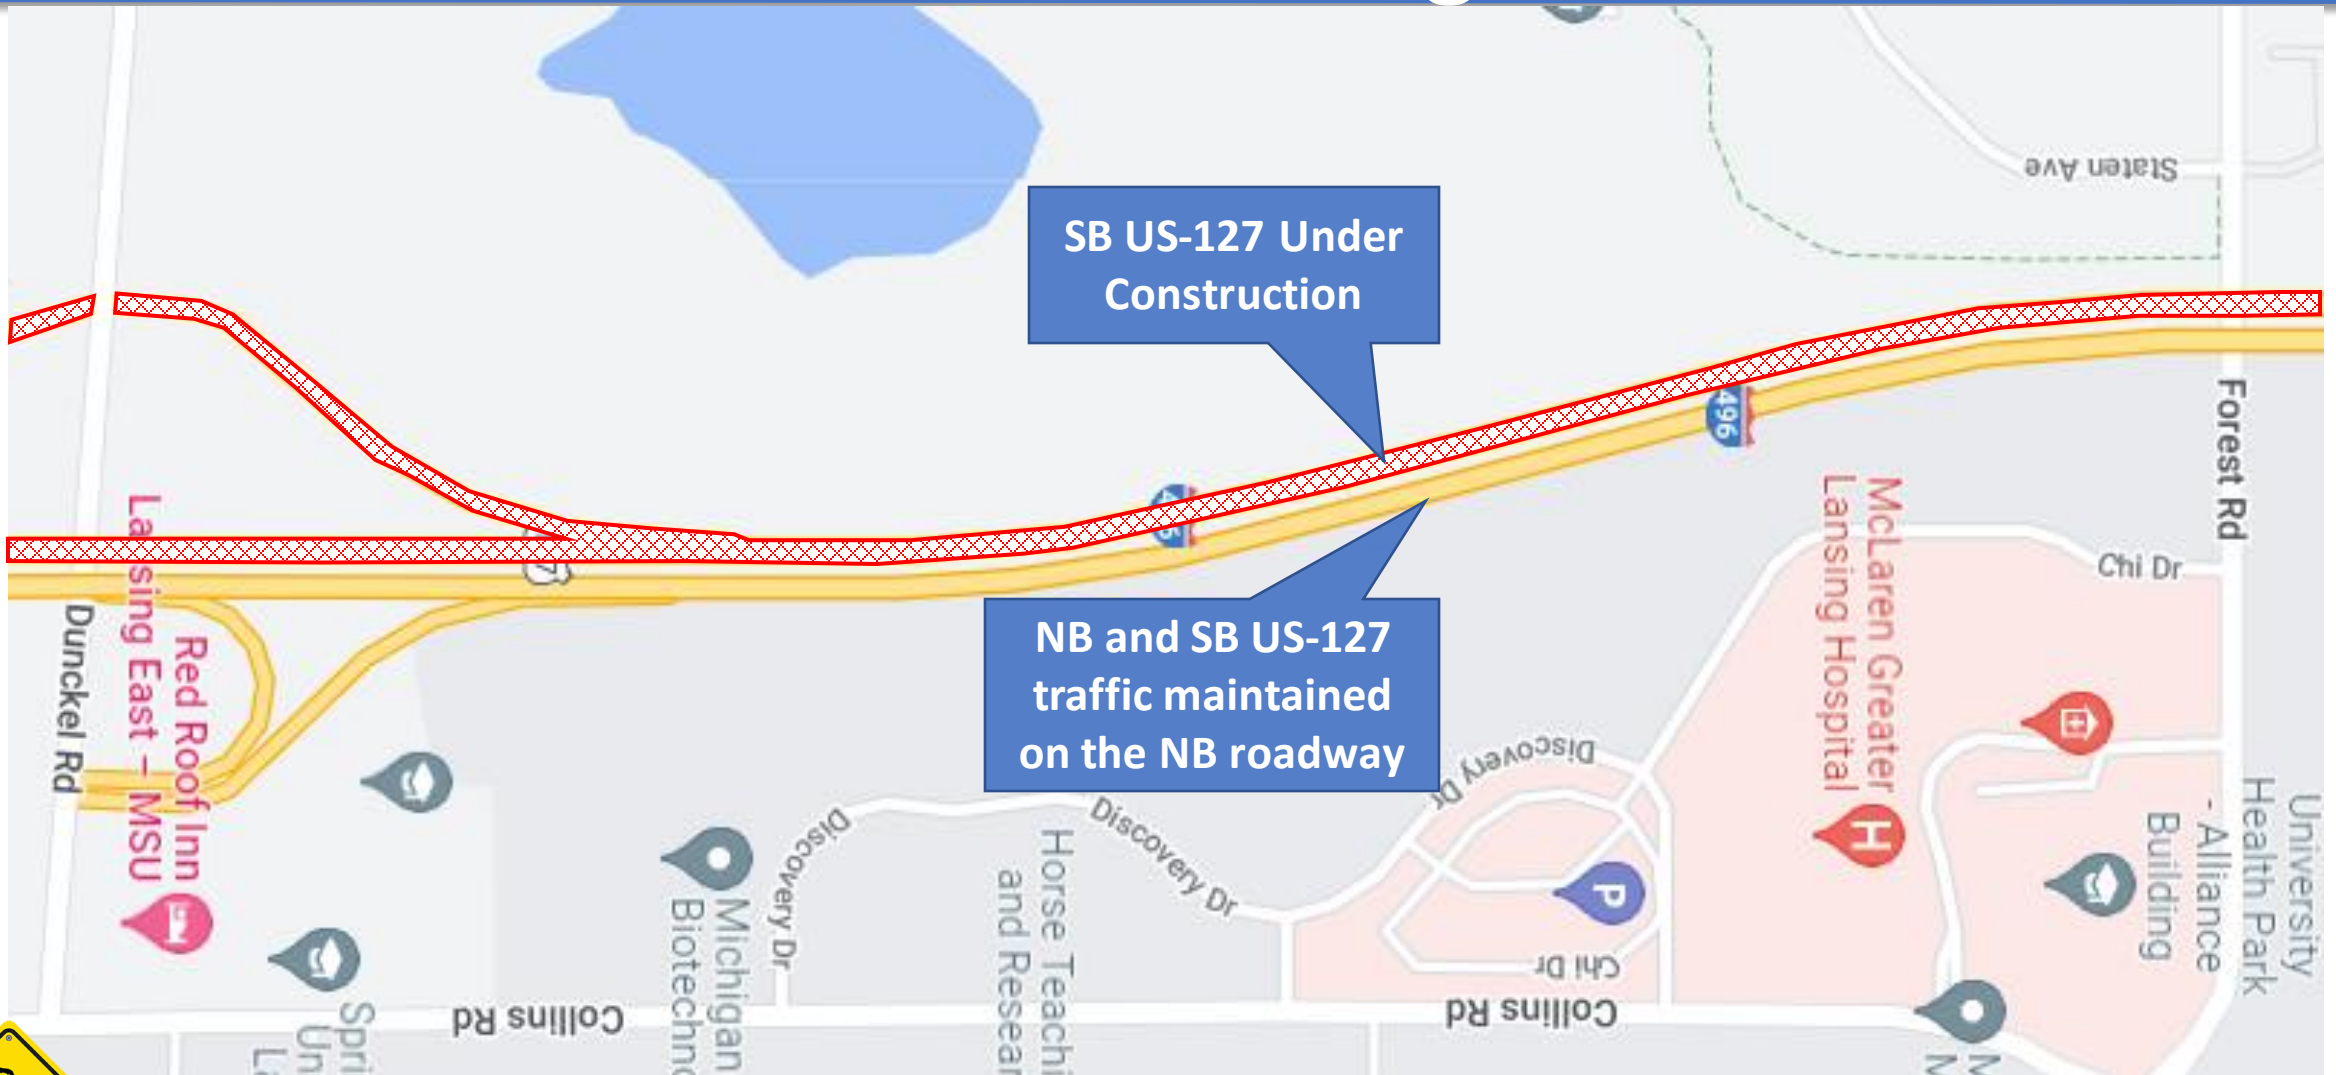 Staten Ave
SB US-127 Under
Construction
496
Forest Rd
McLaren Greater
Lansing Hospital
Chi Dr
7
Dunckel Rd
Red Roof Inn
Lansing East - MSU
NB and SB US-127
traffic maintained
on the NB roadway
Discovery Dr
Discovery Dr
Discovery Dr
H
P
University
Health Park
- Alliance
Building
Michigan
Biotechn
Horse Teachi
and Resear
Chi Dr
Collins Rd
Collins Rd
Spri
Un
L
M
M